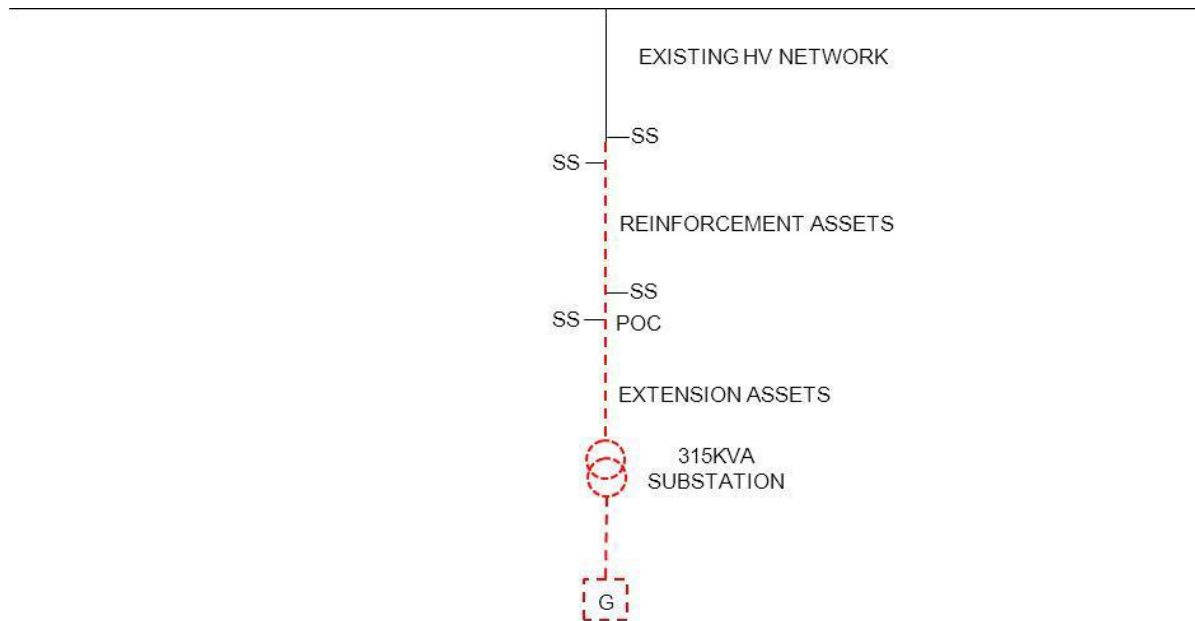 EXISTING HV NETWORK
SS
SS
REINFORCEMENT ASSETS
SS
SS
POC
EXTENSION ASSETS
315KVA
SUBSTATION
G